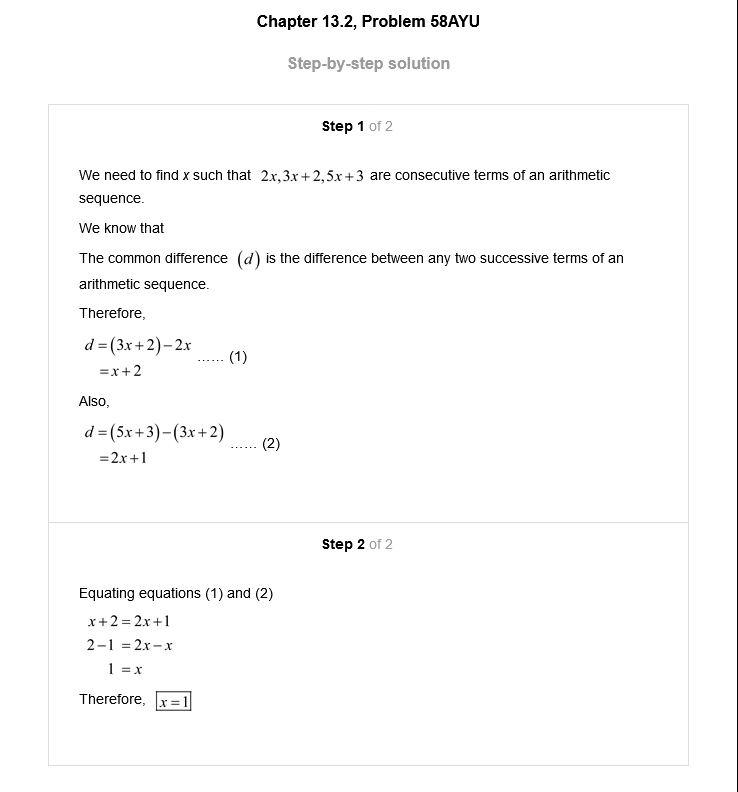 Chapter 13.2, Problem 58AYU
Step-by-step solution
Step 1 of 2
We need to find x such that 2x,3x+2,5x+3 are consecutive terms of an arithmetic
sequence.
We know that
The common difference (d) is the difference between any two successive terms of an
arithmetic sequence.
Therefore,
d=(3x+2)−2x
...... (1)
=x+2
Also,
d=(5x+3)−(3x+2)
...... (2)
=2x+1
Step 2 of 2
Equating equations (1) and (2)
x+2=2x+1
2−1 =2x−x
1 =x
Therefore, x=1